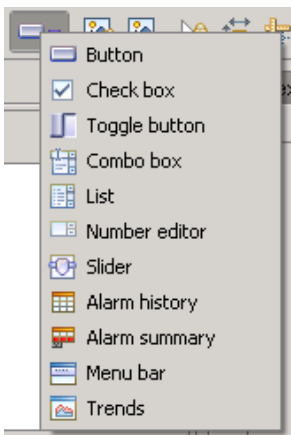 Button
Check box
Toggle button
Combo box
List
Number editor
Slider
Alarm history
Alarm summary
Menu bar
Trends